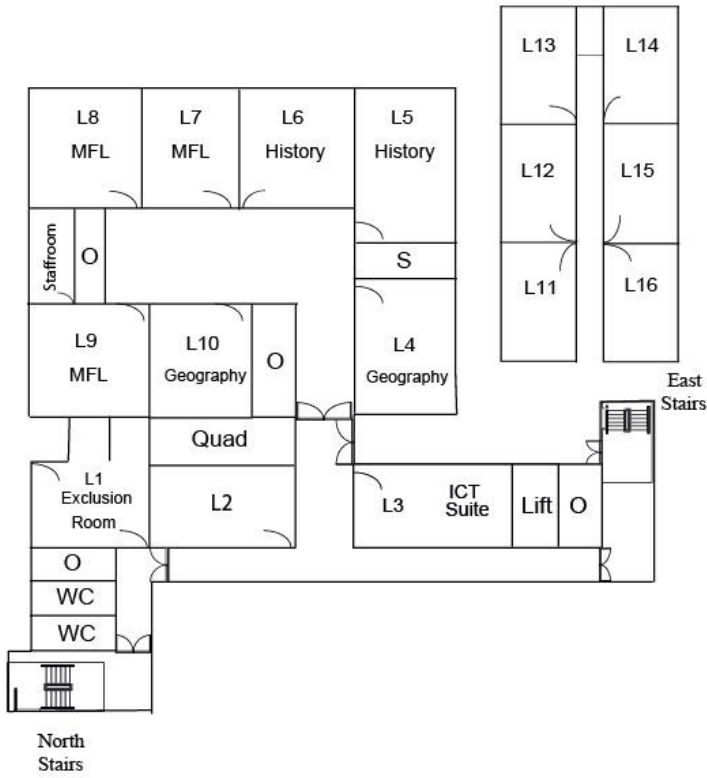 L13
L14
L8
MFL
L7
MFL
L6
History
L5
History
L12
L15
Staffroom
O
S
L11
L16
L9
MFL
L10
Geography
O
L4
Geography
East
Stairs
Quad
L1
Exclusion
Room
L2
L3
ICT
Suite
Lift
O
O
WC
WC
North
Stairs